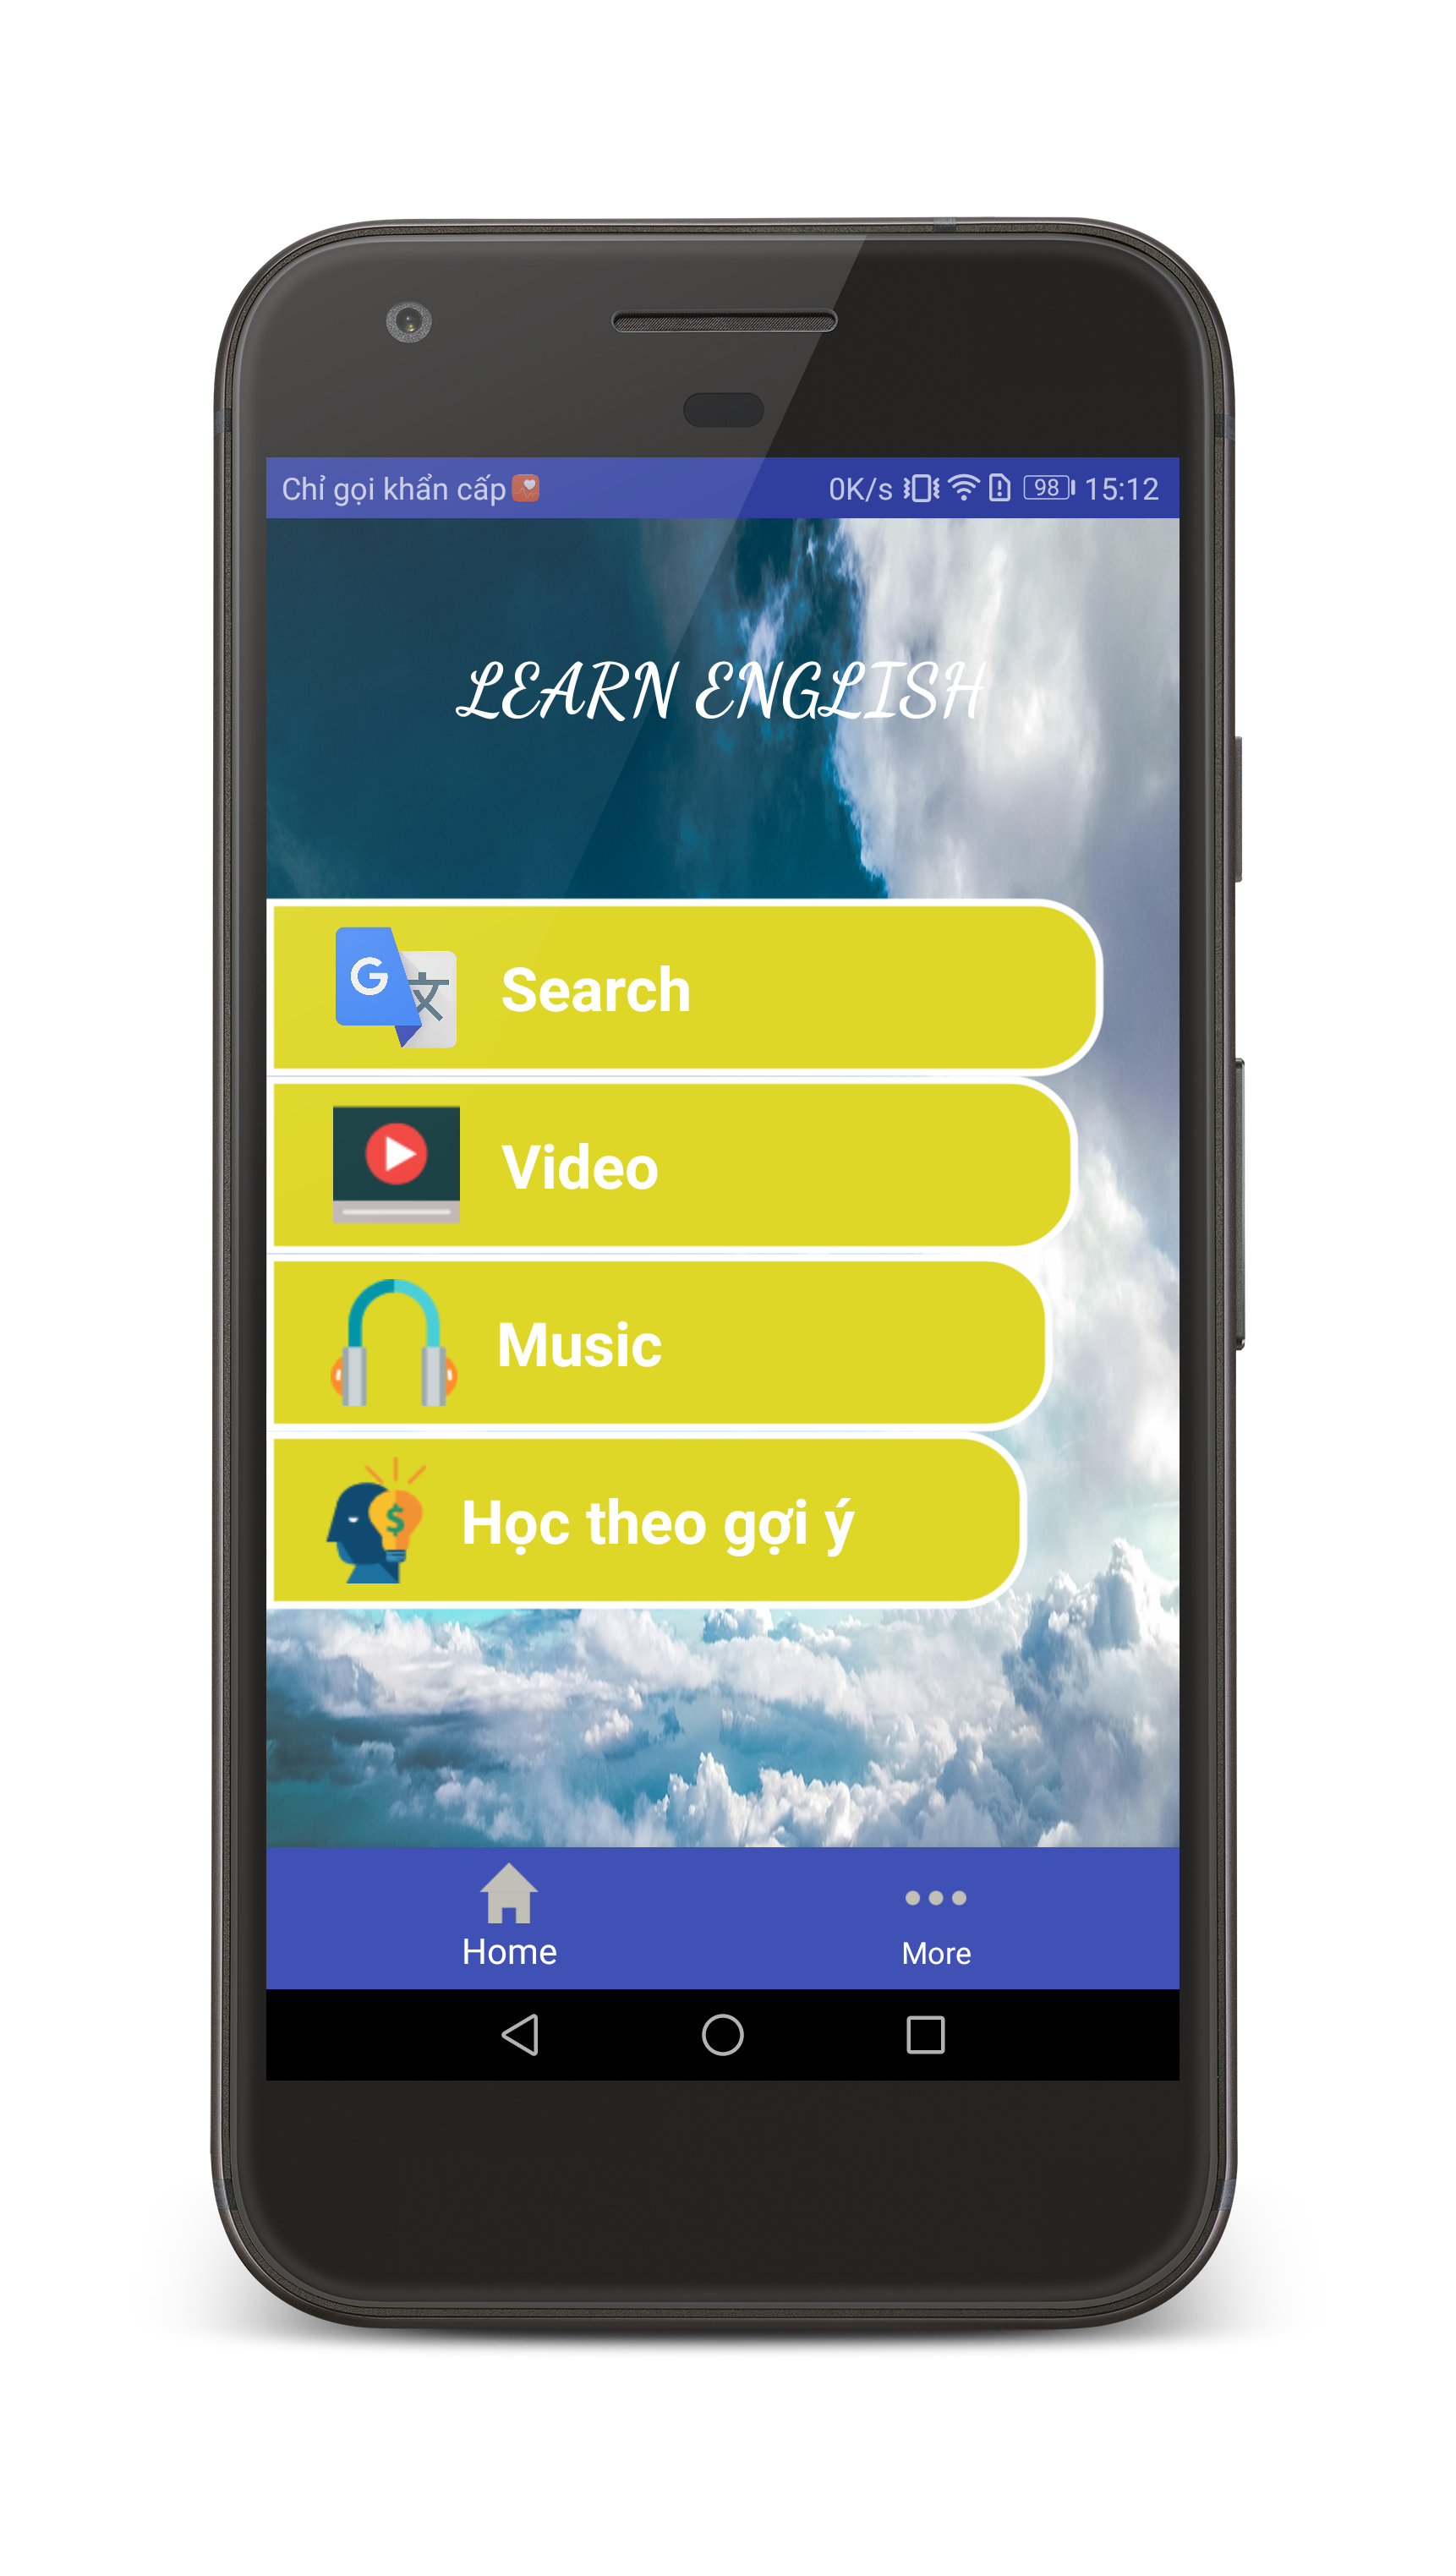 Chỉ gọi khẩn cấp 0K/s 98 15:12
LEARN ENGLISH
G 文 Search
Video
Music
$ Học theo gợi ý
Home More